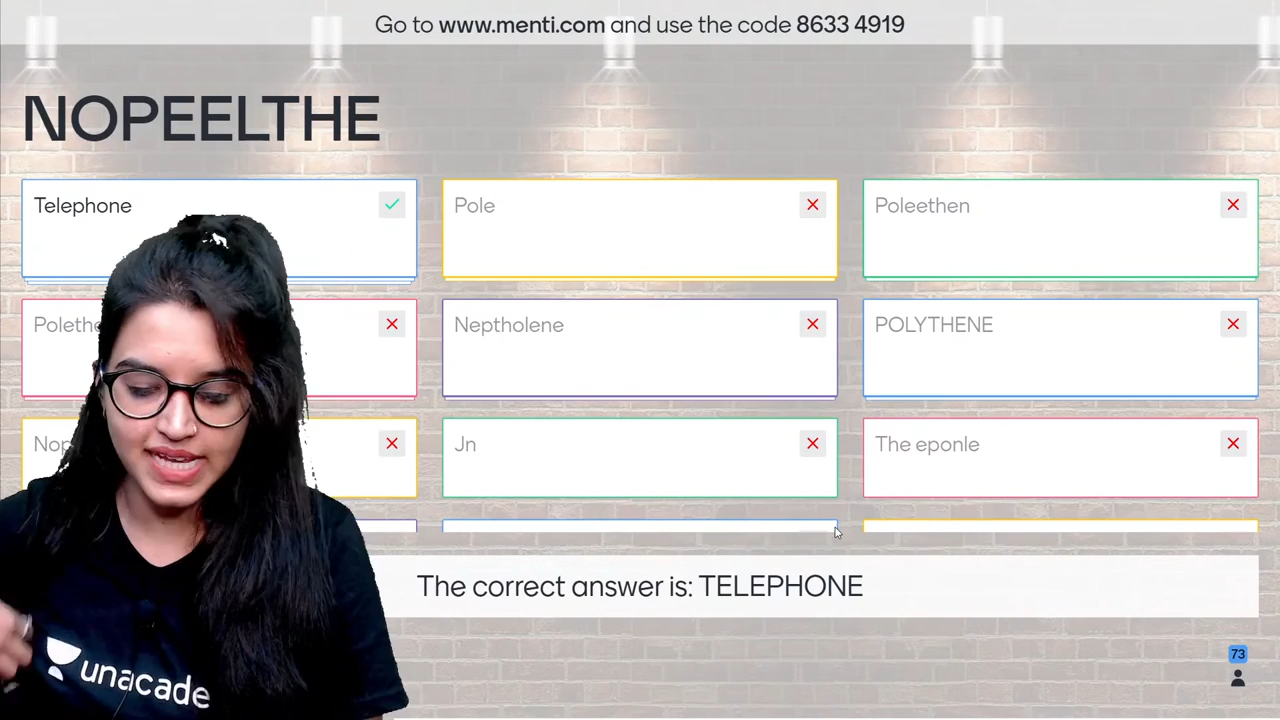 Go to www.menti.com and use the code 8633 4919
NOPEELTHE
Telephone
Pole
Poleethen
Neptholene
POLYTHENE
Jn
The eponle
The correct answer is: TELEPHONE
73
unacade